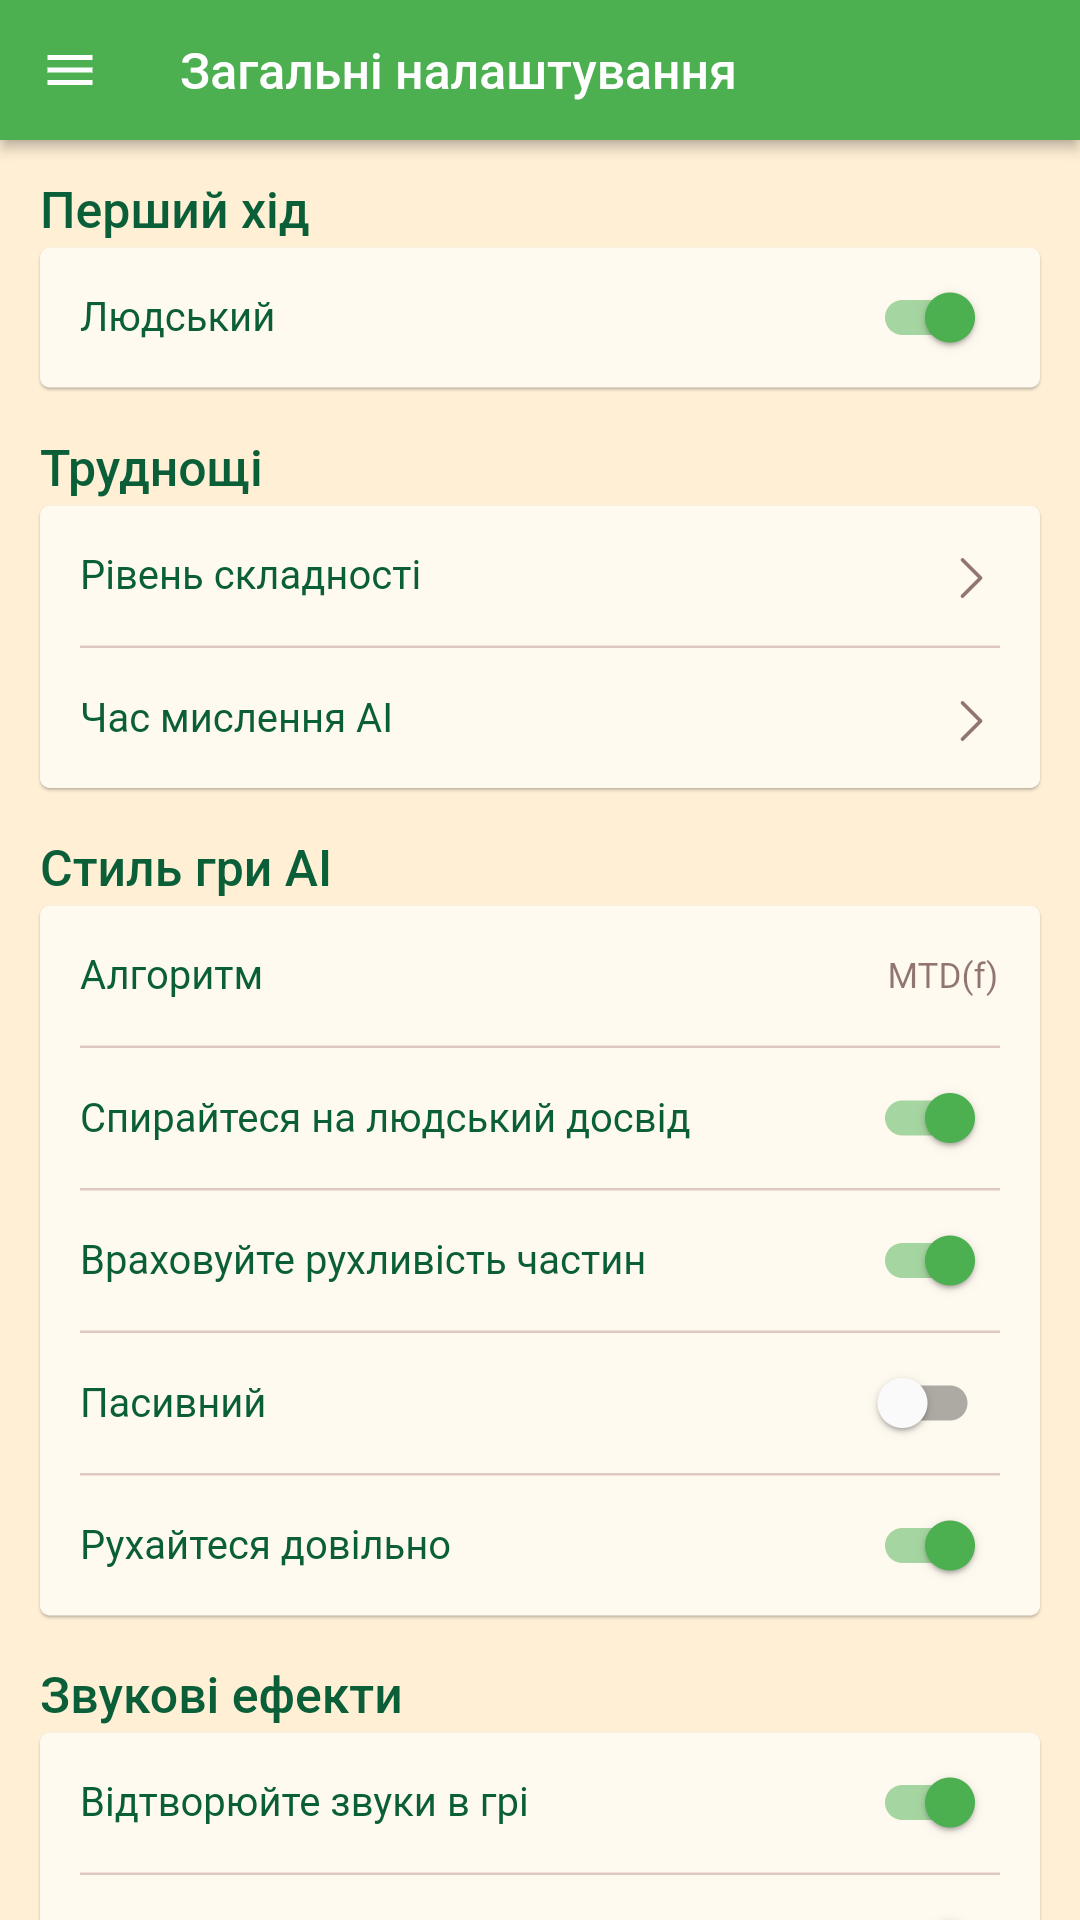 Загальні налаштування
Перший хід
Людський
Труднощі
Рівень складності
Час мислення AI
Стиль гри AI
Алгоритм MTD(f)
Спирайтеся на людський досвід
Враховуйте рухливість частин
Пасивний
Рухайтеся довільно
Звукові ефекти
Відтворюйте звуки в грі